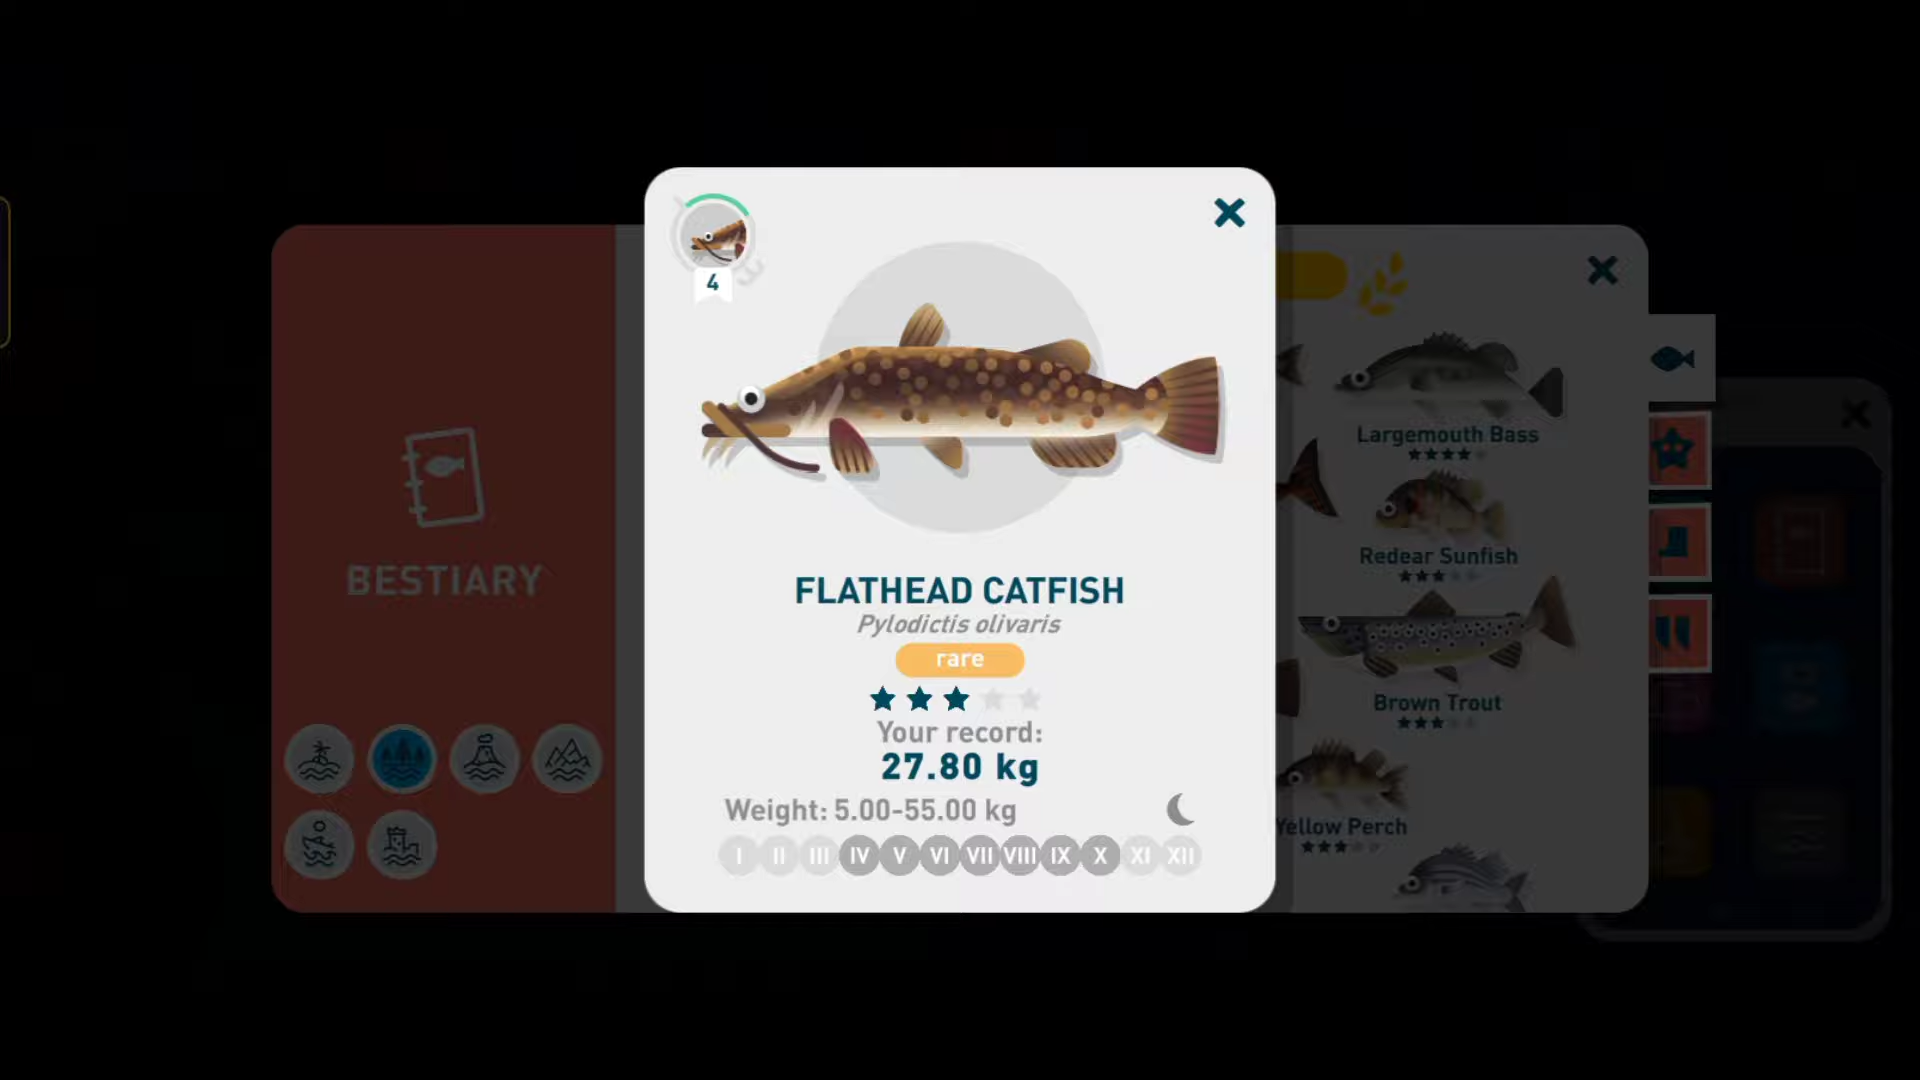 4
FLATHEAD CATFISH
Pylodictis olivaris
rare
Your record:
27.80 kg
Weight: 5.00-55.00 kg
I II III IV V VI VII VIII IX X XI XII
BESTIARY
Largemouth Bass
Redear Sunfish
Brown Trout
Yellow Perch